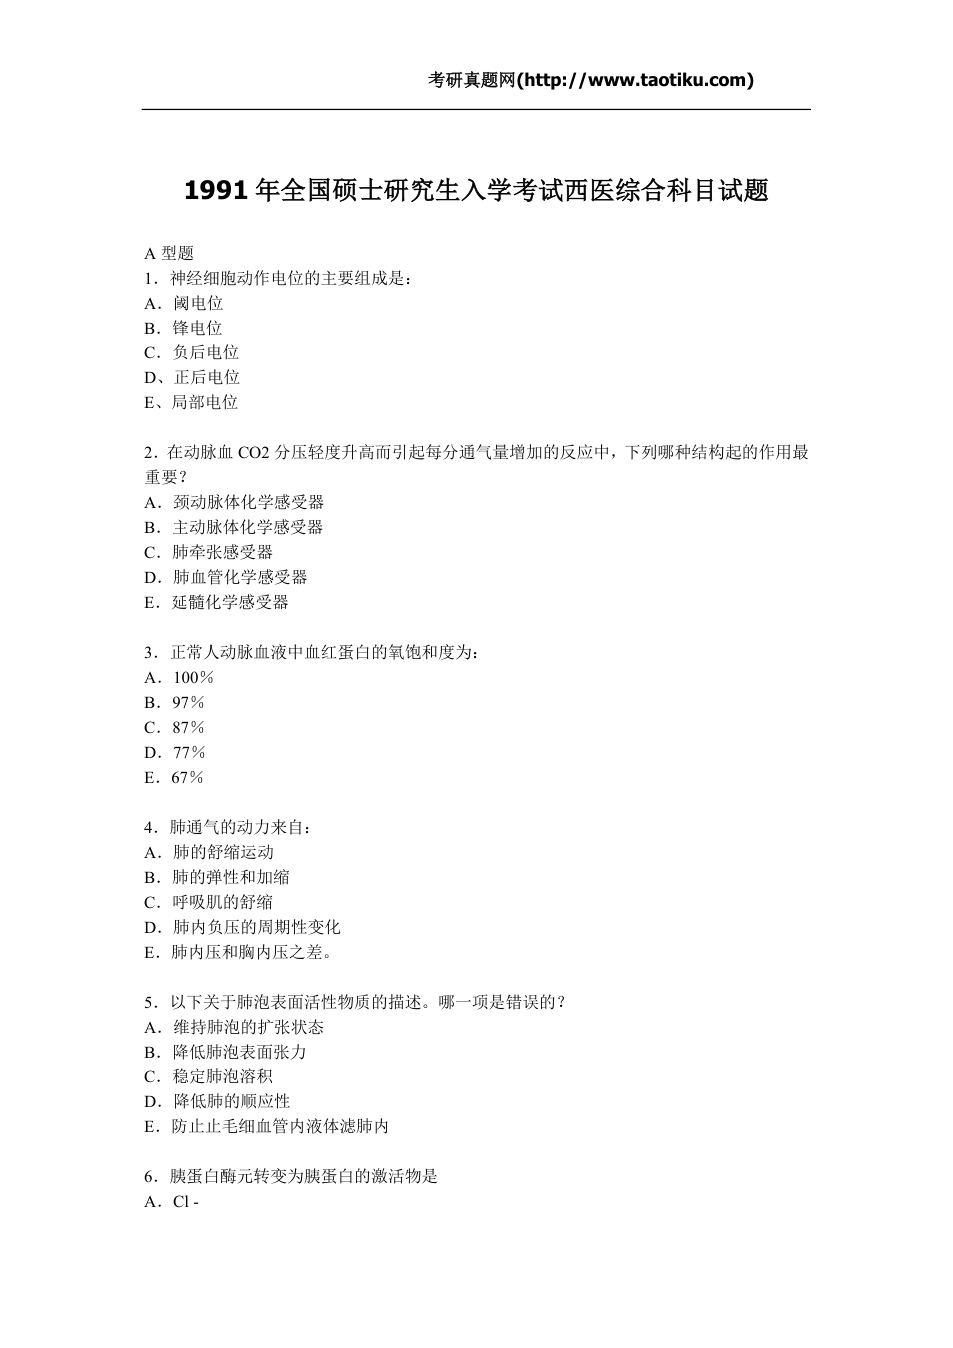 考研真题网(http://www.taotiku.com)
1991 年全国硕士研究生入学考试西医综合科目试题
A 型题
1．神经细胞动作电位的主要组成是：
A．阈电位
B．锋电位
C．负后电位
D、正后电位
E、局部电位
2．在动脉血 CO2 分压轻度升高而引起每分通气量增加的反应中，下列哪种结构起的作用最
重要？
A．颈动脉体化学感受器
B．主动脉体化学感受器
C．肺牵张感受器
D．肺血管化学感受器
E．延髓化学感受器
3．正常人动脉血液中血红蛋白的氧饱和度为：
A．100％
B．97％
C．87％
D．77％
E．67％
4．肺通气的动力来自：
A．肺的舒缩运动
B．肺的弹性和加缩
C．呼吸肌的舒缩
D．肺内负压的周期性变化
E．肺内压和胸内压之差。
5．以下关于肺泡表面活性物质的描述。哪一项是错误的？
A．维持肺泡的扩张状态
B．降低肺泡表面张力
C．稳定肺泡溶积
D．降低肺的顺应性
E．防止止毛细血管内液体滤肺内
6．胰蛋白酶元转变为胰蛋白的激活物是
A．Cl -